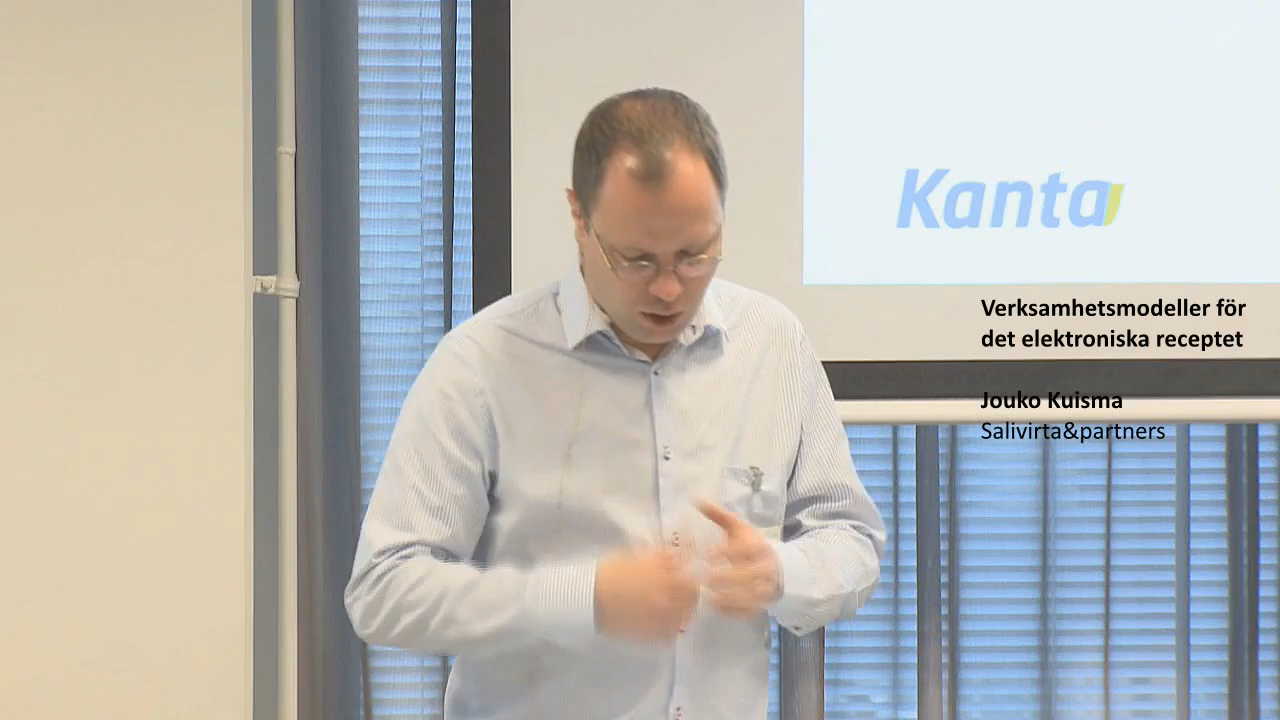 Kanta
Verksamhetsmodeller för
det elektroniska receptet
Jouko Kuisma
Salivirta&partners